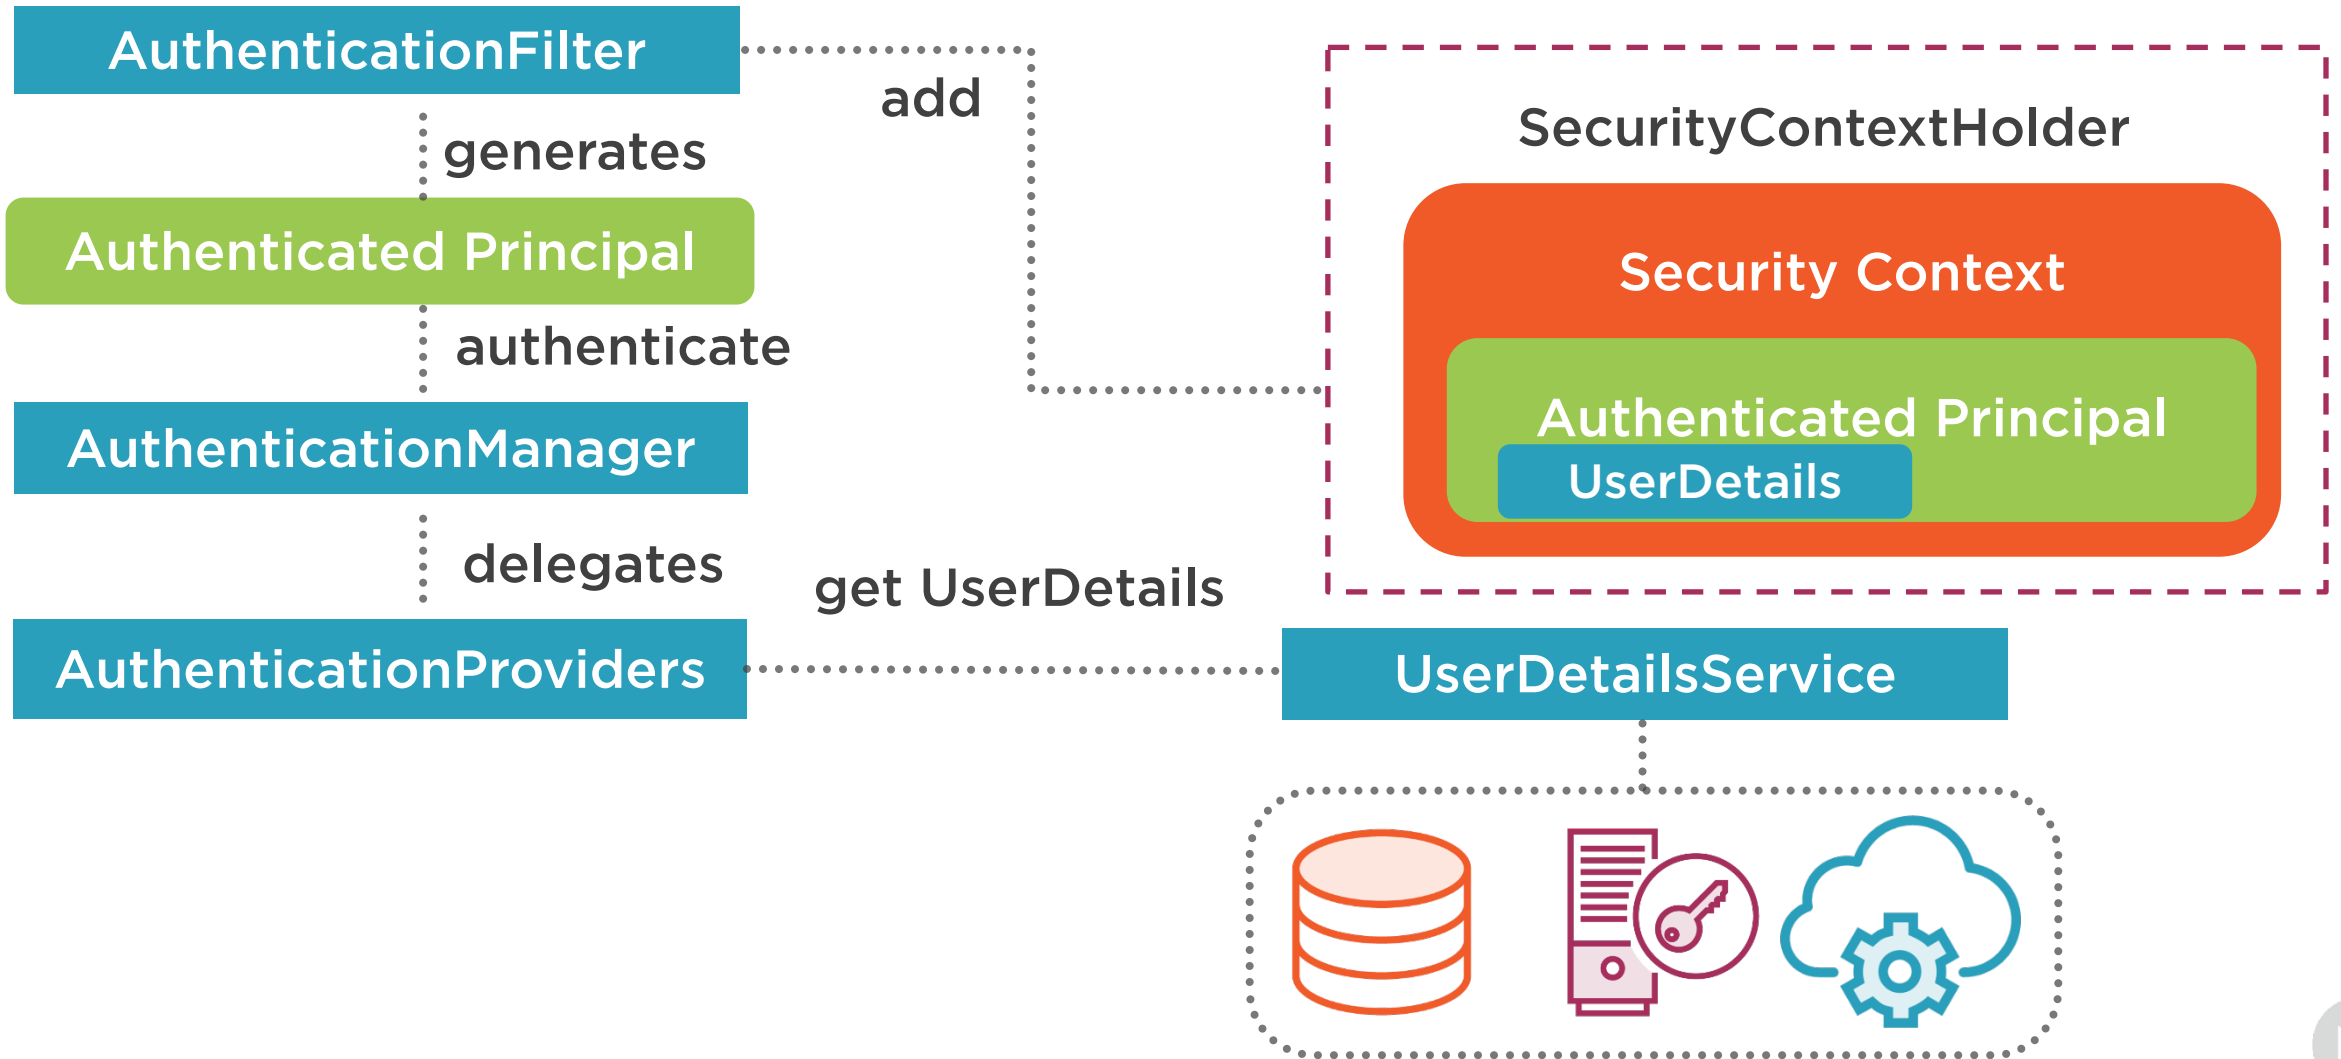 AuthenticationFilter
add
generates
Authenticated Principal
authenticate
AuthenticationManager
delegates
get UserDetails
AuthenticationProviders
SecurityContextHolder
Security Context
Authenticated Principal
UserDetails
UserDetailsService